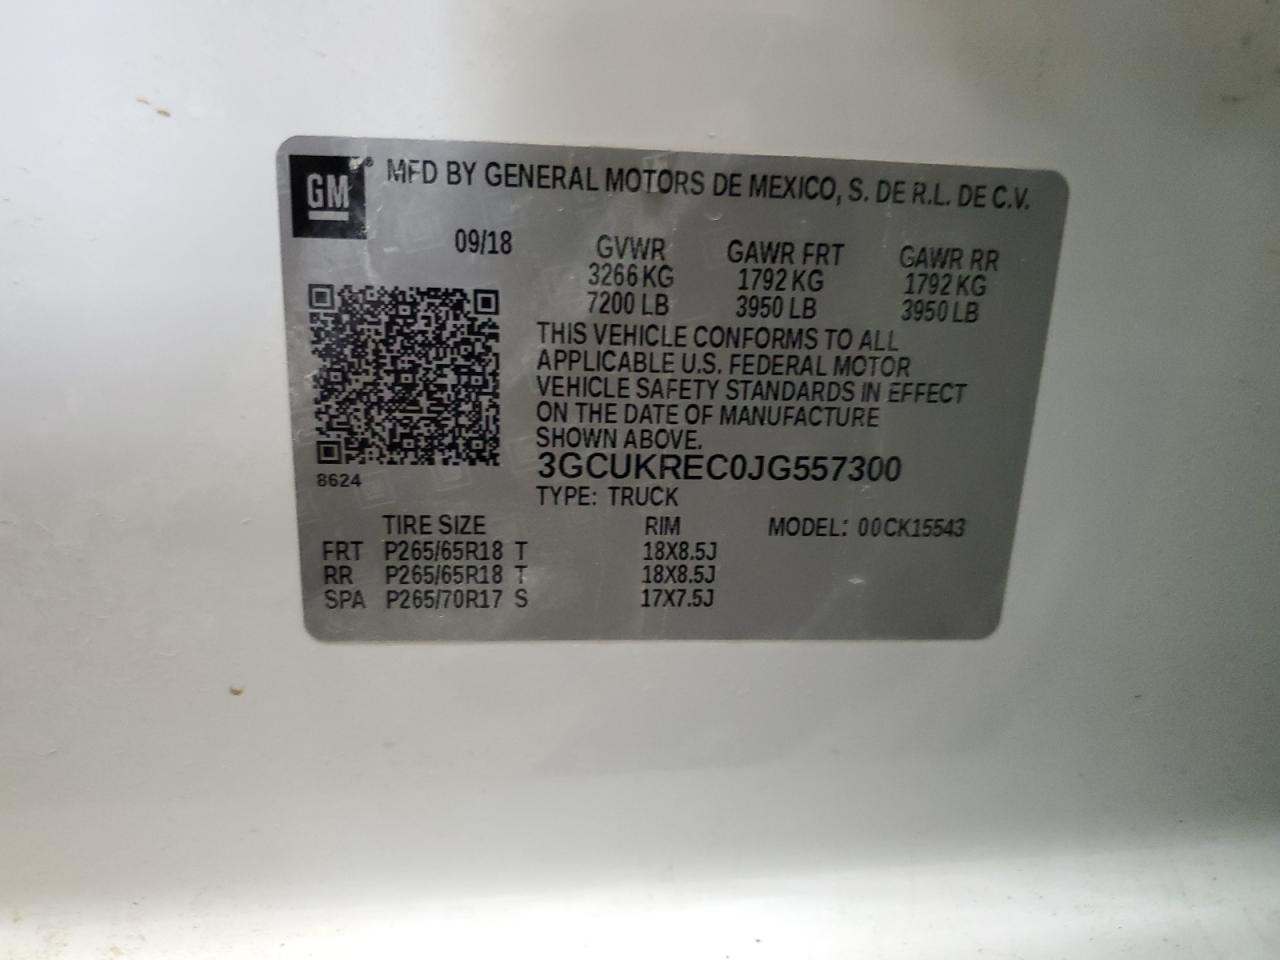 GM
® MFD BY GENERAL MOTORS DE MEXICO, S. DE R.L. DE C.V.
09/18
GVWR GAWR FRT GAWR RR
3266 KG 1792 KG 1792 KG
7200 LB 3950 LB 3950 LB
THIS VEHICLE CONFORMS TO ALL
APPLICABLE U.S. FEDERAL MOTOR
VEHICLE SAFETY STANDARDS IN EFFECT
ON THE DATE OF MANUFACTURE
SHOWN ABOVE.
3GCUKREC0JG557300
8624
TYPE: TRUCK
TIRE SIZE RIM MODEL: 00CK15543
FRT P265/65R18 T 18X8.5J
RR P265/65R18 T 18X8.5J
SPA P265/70R17 S 17X7.5J